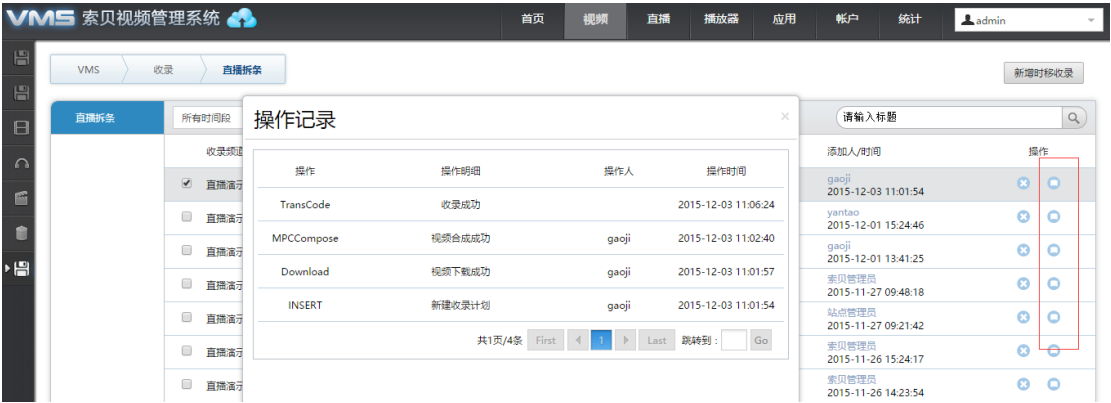 VMS 索贝视频管理系统 首页 视频 直播 播放器 应用 帐户 统计 admin
VMS 收录 直播拆条 新增时移收录
直播拆条 所有时间段 请输入标题
收录频道 添加人/时间 操作
操作记录 ×
操作 操作明细 操作人 操作时间
TransCode 收录成功 2015-12-03 11:06:24
MPCCompose 视频合成成功 gaoji 2015-12-03 11:02:40
Download 视频下载成功 gaoji 2015-12-03 11:01:57
INSERT 新建收录计划 gaoji 2015-12-03 11:01:54
共1页/4条 First 1 Last 跳转到： Go
直播演示 gaoji
2015-12-03 11:01:54
直播演示 yantao
2015-12-01 15:24:46
直播演示 gaoji
2015-12-01 13:41:25
直播演示 索贝管理员
2015-11-27 09:48:18
直播演示 站点管理员
2015-11-27 09:21:42
直播演示 索贝管理员
2015-11-26 15:24:17
直播演示 索贝管理员
2015-11-26 14:23:54